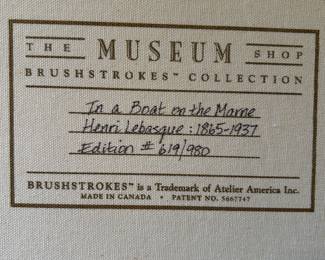 THE MUSEUM SHOP
BRUSHSTROKES™ COLLECTION
In a Boat on the Marne
Henri Lebasque : 1865-1937
Edition # 619/980
BRUSHSTROKES™ is a Trademark of Atelier America Inc.
MADE IN CANADA • PATENT NO. 5667747